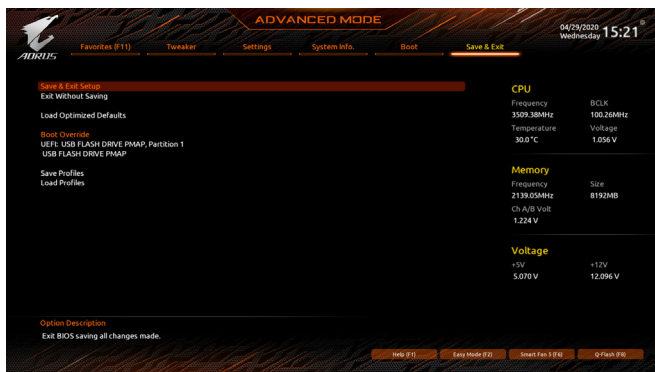 ADVANCED MODE
04/29/2020
Wednesday 15:21
AORUS
Favorites (F11) Tweaker Settings System Info. Boot Save & Exit
Save & Exit Setup
Exit Without Saving
Load Optimized Defaults
Boot Override
UEFI: USB FLASH DRIVE PMAP, Partition 1
USB FLASH DRIVE PMAP
Save Profiles
Load Profiles
CPU
Frequency BCLK
3509.38MHz 100.26MHz
Temperature Voltage
30.0 °C 1.056 V
Memory
Frequency Size
2139.05MHz 8192MB
Ch A/B Volt
1.224 V
Voltage
+5V +12V
5.070 V 12.096 V
Option Description
Exit BIOS saving all changes made.
Help (F1) Easy Mode (F2) Smart Fan 5 (F6) Q-Flash (F8)